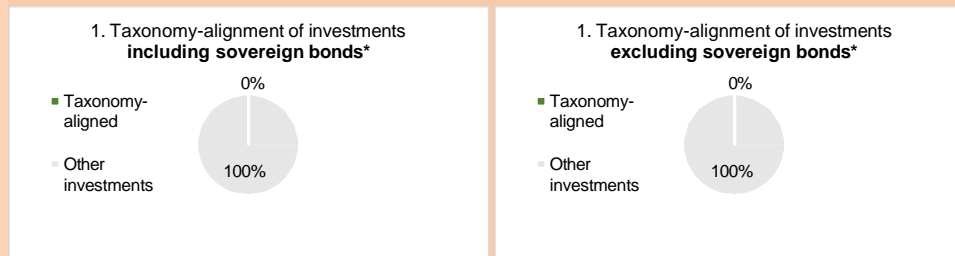 1. Taxonomy-alignment of investments
including sovereign bonds*
0%
Taxonomy-
aligned
Other
investments
100%
1. Taxonomy-alignment of investments
excluding sovereign bonds*
0%
Taxonomy-
aligned
Other
investments
100%